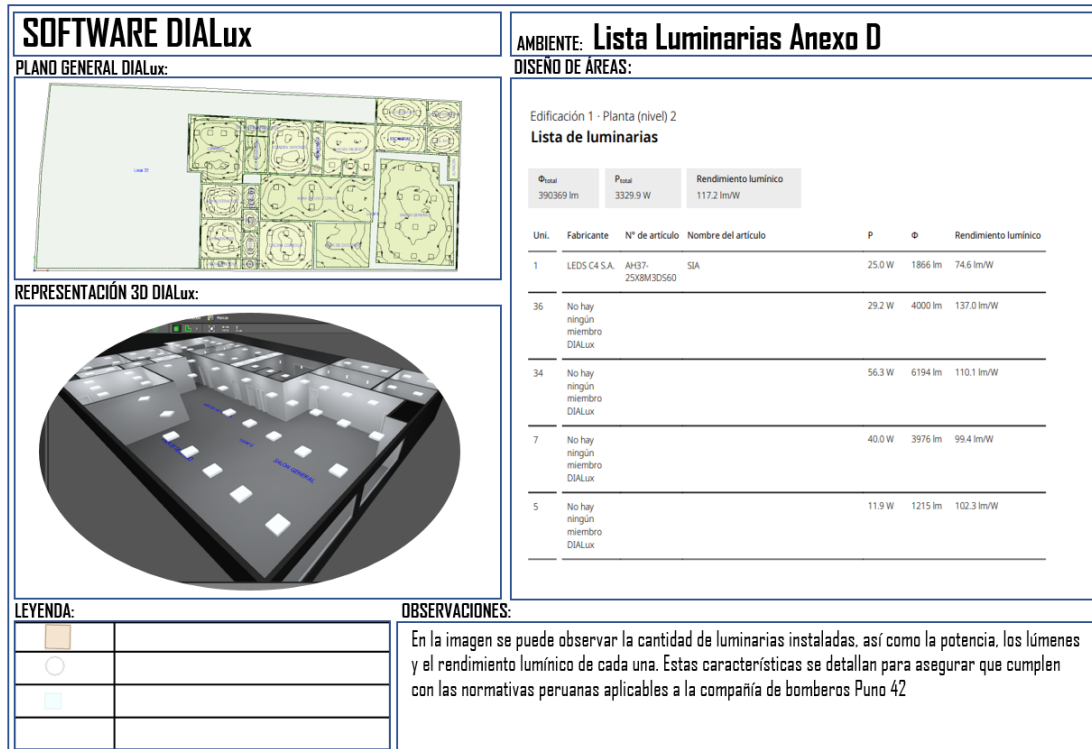 SOFTWARE DIALux
AMBIENTE: Lista Luminarias Anexo D
PLANO GENERAL DIALux:
DISEÑO DE ÁREAS:
Edificación 1 · Planta (nivel) 2
Lista de luminarias
Φtotal Ptotal Rendimiento lumínico
390369 lm 3329.9 W 117.2 lm/W
Uni. Fabricante N° de artículo Nombre del artículo P Φ Rendimiento lumínico
1 LEDS C4 S.A. AH37- SIA 25.0 W 1866 lm 74.6 lm/W
25X8M3DS60
36 No hay 29.2 W 4000 lm 137.0 lm/W
ningún
miembro
DIALux
34 No hay 56.3 W 6194 lm 110.1 lm/W
ningún
miembro
DIALux
7 No hay 40.0 W 3976 lm 99.4 lm/W
ningún
miembro
DIALux
5 No hay 11.9 W 1215 lm 102.3 lm/W
ningún
miembro
DIALux
REPRESENTACIÓN 3D DIALux:
SALON GENERAL
LEYENDA:
OBSERVACIONES:
En la imagen se puede observar la cantidad de luminarias instaladas, así como la potencia, los lúmenes
y el rendimiento lumínico de cada una. Estas características se detallan para asegurar que cumplen
con las normativas peruanas aplicables a la compañía de bomberos Puno 42